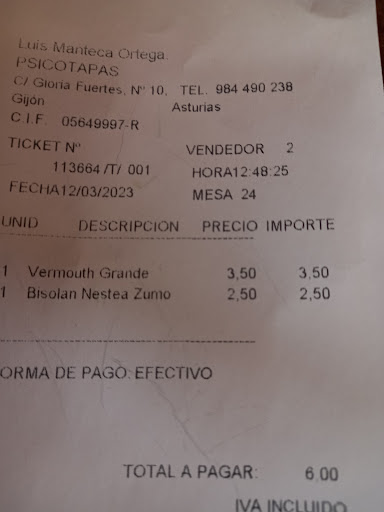 Luis Manteca Ortega.
PSICOTAPAS
C/ Gloria Fuertes, Nº 10, TEL. 984 490 238
Gijón Asturias
C.I.F. 05649997-R
TICKET Nº VENDEDOR 2
113664 /T/ 001 HORA12:48:25
FECHA12/03/2023 MESA 24
UNID DESCRIPCION PRECIO IMPORTE
1 Vermouth Grande 3,50 3,50
1 Bisolan Nestea Zumo 2,50 2,50
ORMA DE PAGO:EFECTIVO
TOTAL A PAGAR: 6,00
IVA INCLUIDO